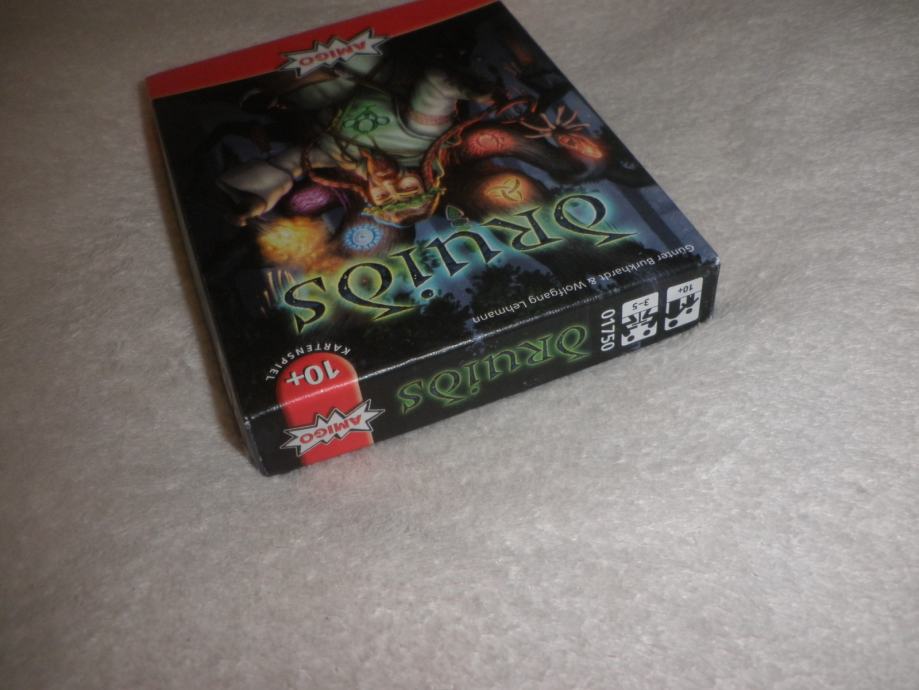 AMIGO
DRUIDS
Günter Burkhardt & Wolfgang Lehmann
10+
KARTENSPIEL
AMIGO
DRUIDS
01750
3–5
10+